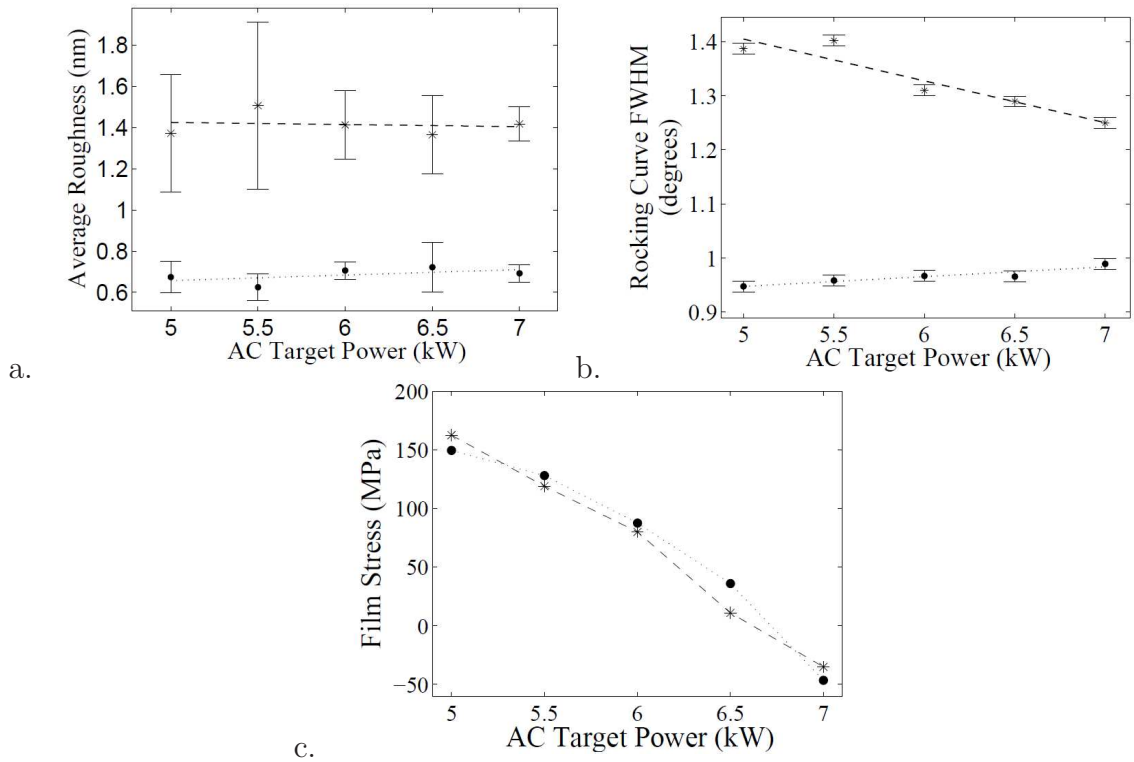 1.8
1.6
1.4
1.2
1
0.8
0.6
Average Roughness (nm)
5 5.5 6 6.5 7
AC Target Power (kW)
a.
1.4
1.3
1.2
1.1
1
0.9
Rocking Curve FWHM
(degrees)
5 5.5 6 6.5 7
AC Target Power (kW)
b.
200
150
100
50
0
−50
Film Stress (MPa)
5 5.5 6 6.5 7
AC Target Power (kW)
c.